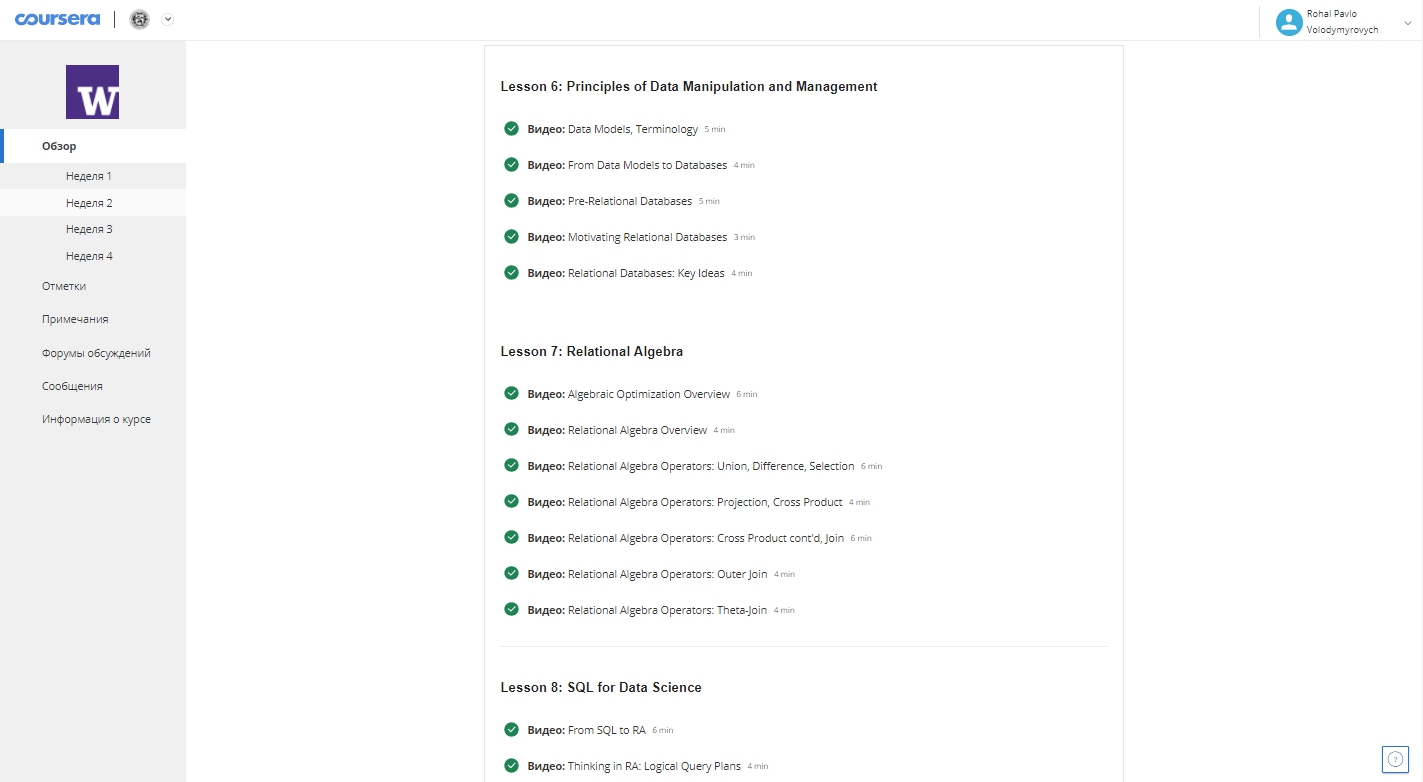 coursera
Rohal Pavlo
Volodymyrovych
W
Обзор
Неделя 1
Неделя 2
Неделя 3
Неделя 4
Отметки
Примечания
Форумы обсуждений
Сообщения
Информация о курсе
Lesson 6: Principles of Data Manipulation and Management
Видео: Data Models, Terminology 5 min
Видео: From Data Models to Databases 4 min
Видео: Pre-Relational Databases 5 min
Видео: Motivating Relational Databases 3 min
Видео: Relational Databases: Key Ideas 4 min
Lesson 7: Relational Algebra
Видео: Algebraic Optimization Overview 6 min
Видео: Relational Algebra Overview 4 min
Видео: Relational Algebra Operators: Union, Difference, Selection 6 min
Видео: Relational Algebra Operators: Projection, Cross Product 4 min
Видео: Relational Algebra Operators: Cross Product cont'd, Join 6 min
Видео: Relational Algebra Operators: Outer Join 4 min
Видео: Relational Algebra Operators: Theta-Join 4 min
Lesson 8: SQL for Data Science
Видео: From SQL to RA 6 min
Видео: Thinking in RA: Logical Query Plans 4 min
?